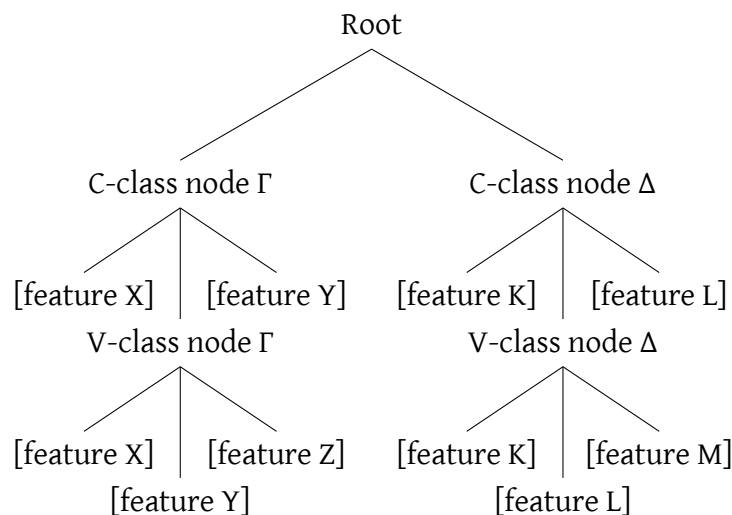 Root
C-class node Γ C-class node Δ
[feature X] [feature Y] [feature K] [feature L]
V-class node Γ V-class node Δ
[feature X] [feature Z] [feature K] [feature M]
[feature Y] [feature L]